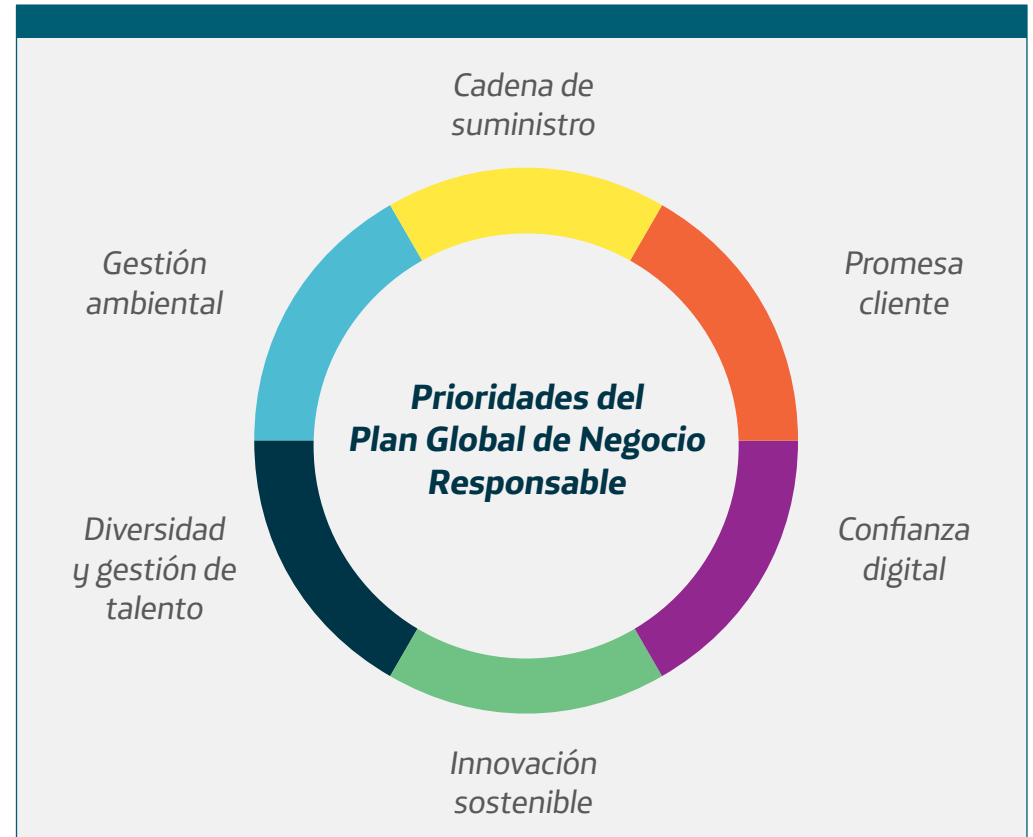 Cadena de
suministro
Gestión
ambiental
Promesa
cliente
Prioridades del
Plan Global de Negocio
Responsable
Diversidad
y gestión de
talento
Confianza
digital
Innovación
sostenible